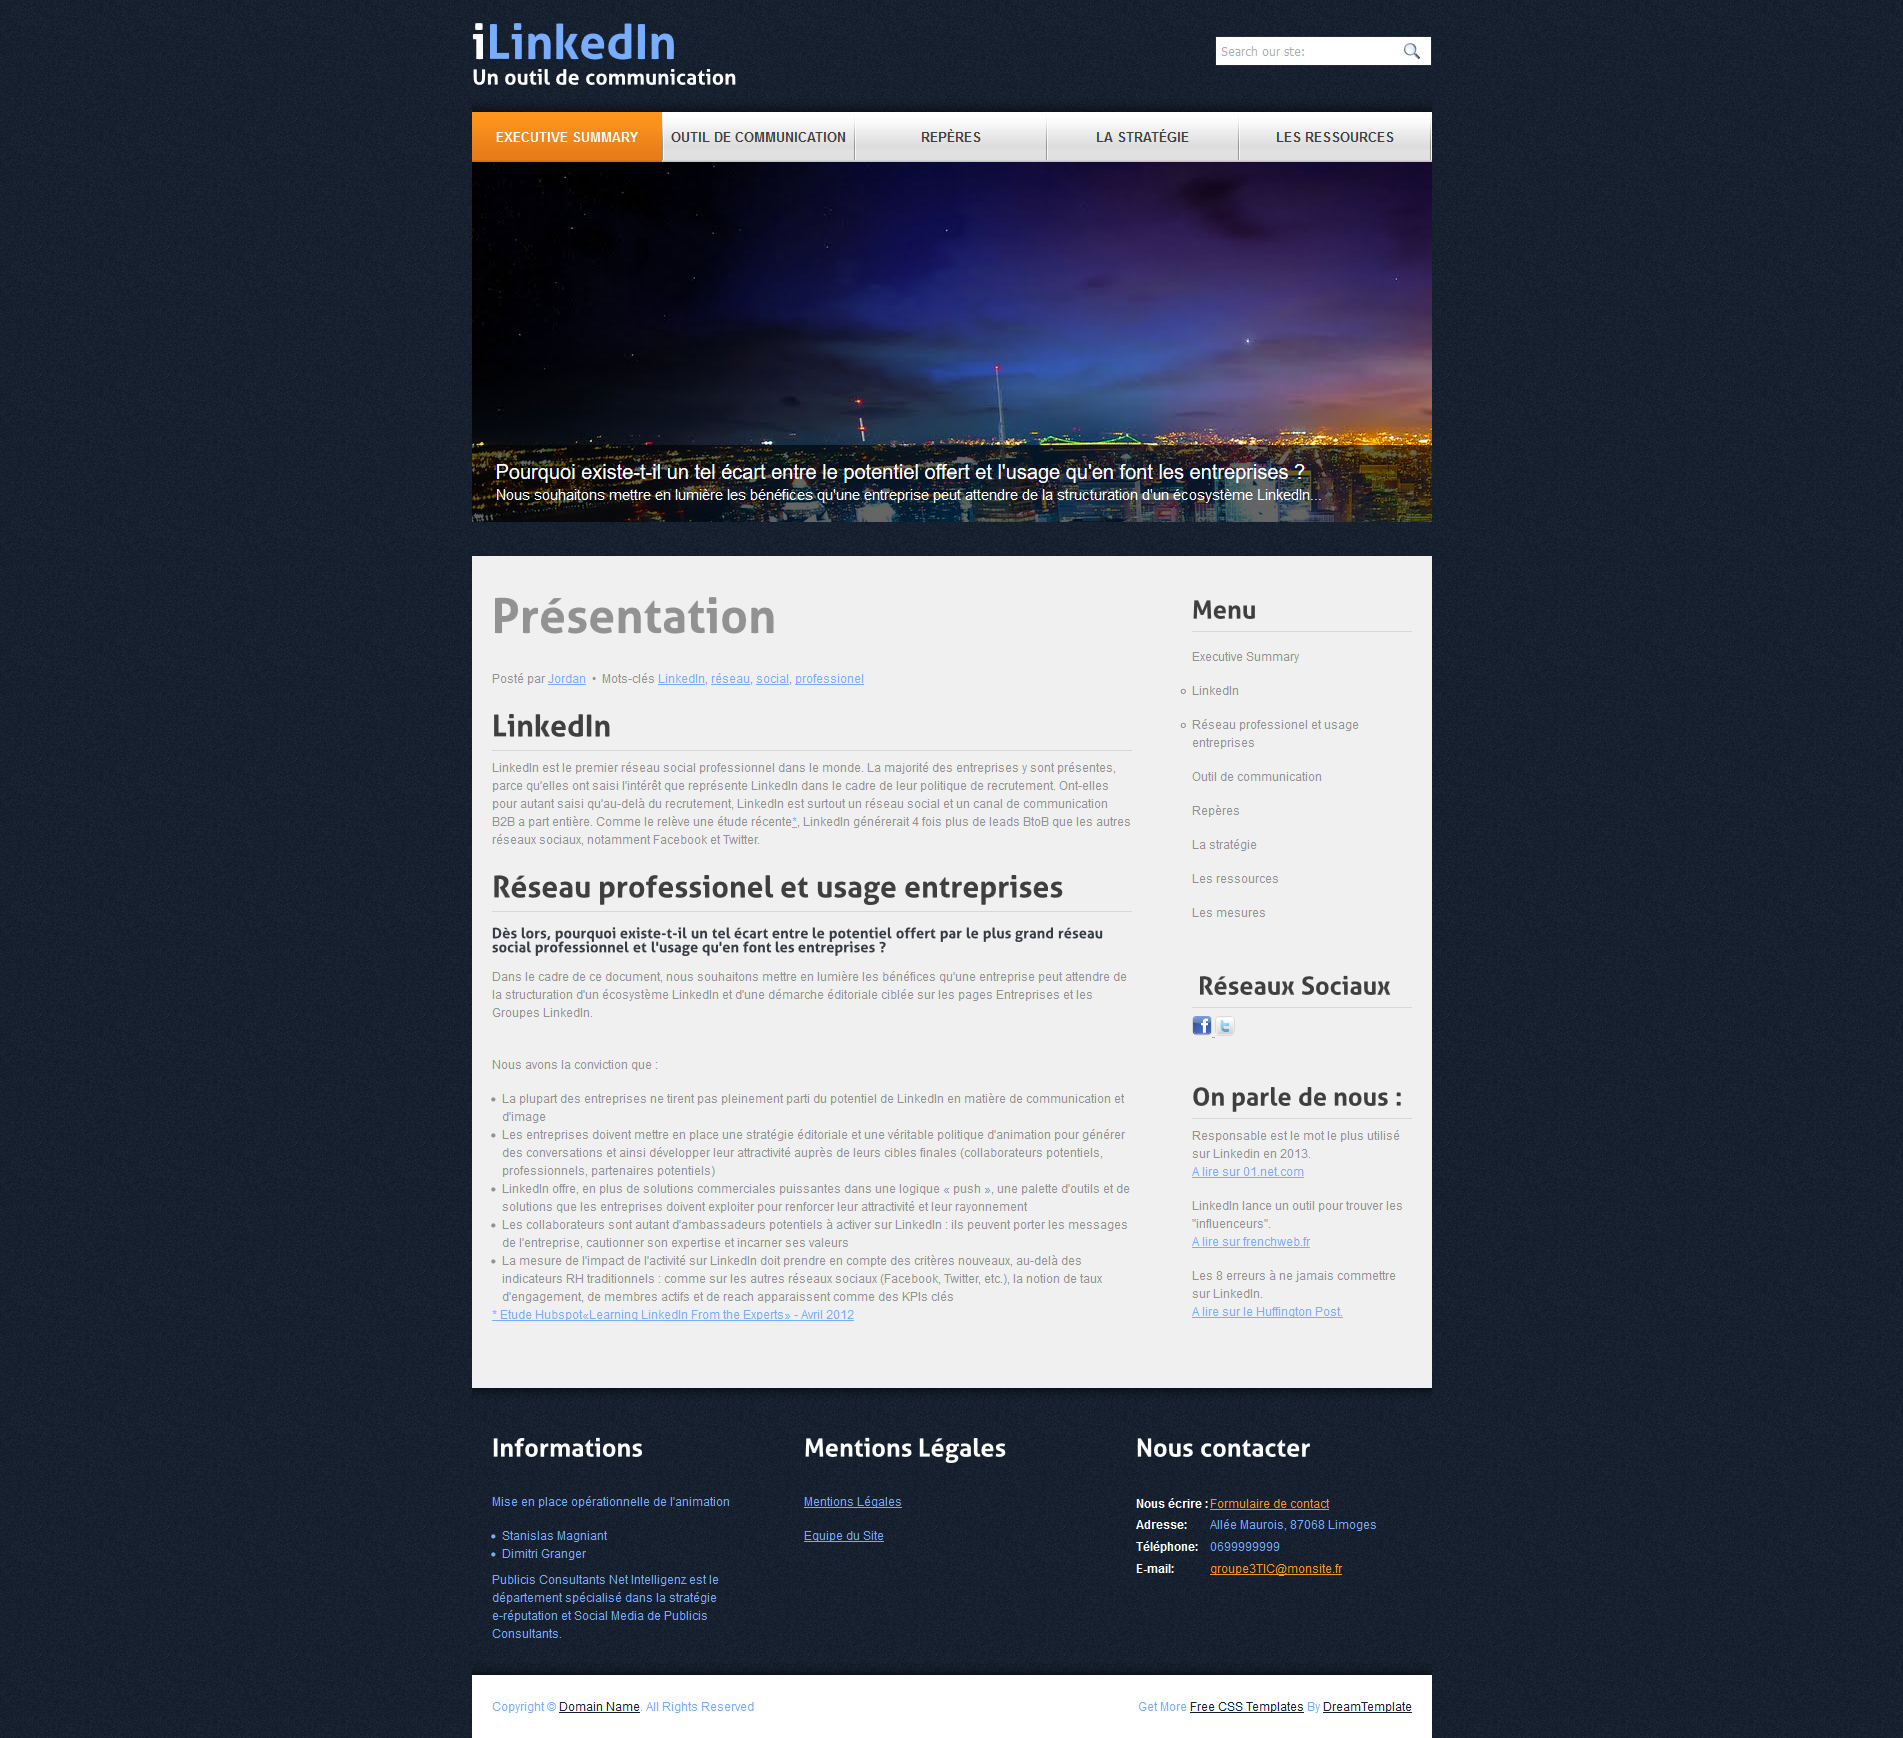 iLinkedIn
Un outil de communication
Search our ste:
EXECUTIVE SUMMARY
OUTIL DE COMMUNICATION
REPÈRES
LA STRATÉGIE
LES RESSOURCES
Pourquoi existe-t-il un tel écart entre le potentiel offert et l'usage qu'en font les entreprises ?
Nous souhaitons mettre en lumière les bénéfices qu'une entreprise peut attendre de la structuration d'un écosystème LinkedIn...
Présentation
Posté par Jordan • Mots-clés LinkedIn, réseau, social, professionel
LinkedIn
LinkedIn est le premier réseau social professionnel dans le monde. La majorité des entreprises y sont présentes,
parce qu'elles ont saisi l'intérêt que représente LinkedIn dans le cadre de leur politique de recrutement. Ont-elles
pour autant saisi qu'au-delà du recrutement, LinkedIn est surtout un réseau social et un canal de communication
B2B a part entière. Comme le relève une étude récente*, LinkedIn générerait 4 fois plus de leads BtoB que les autres
réseaux sociaux, notamment Facebook et Twitter.
Réseau professionel et usage entreprises
Dès lors, pourquoi existe-t-il un tel écart entre le potentiel offert par le plus grand réseau
social professionnel et l'usage qu'en font les entreprises ?
Dans le cadre de ce document, nous souhaitons mettre en lumière les bénéfices qu'une entreprise peut attendre de
la structuration d'un écosystème LinkedIn et d'une démarche éditoriale ciblée sur les pages Entreprises et les
Groupes LinkedIn.
Nous avons la conviction que :
• La plupart des entreprises ne tirent pas pleinement parti du potentiel de LinkedIn en matière de communication et
d'image
• Les entreprises doivent mettre en place une stratégie éditoriale et une véritable politique d'animation pour générer
des conversations et ainsi développer leur attractivité auprès de leurs cibles finales (collaborateurs potentiels,
professionnels, partenaires potentiels)
• LinkedIn offre, en plus de solutions commerciales puissantes dans une logique « push », une palette d'outils et de
solutions que les entreprises doivent exploiter pour renforcer leur attractivité et leur rayonnement
• Les collaborateurs sont autant d'ambassadeurs potentiels à activer sur LinkedIn : ils peuvent porter les messages
de l'entreprise, cautionner son expertise et incarner ses valeurs
• La mesure de l'impact de l'activité sur LinkedIn doit prendre en compte des critères nouveaux, au-delà des
indicateurs RH traditionnels : comme sur les autres réseaux sociaux (Facebook, Twitter, etc.), la notion de taux
d'engagement, de membres actifs et de reach apparaissent comme des KPIs clés
* Etude Hubspot«Learning LinkedIn From the Experts» - Avril 2012
Menu
Executive Summary
LinkedIn
Réseau professionel et usage
entreprises
Outil de communication
Repères
La stratégie
Les ressources
Les mesures
Réseaux Sociaux
On parle de nous :
Responsable est le mot le plus utilisé
sur Linkedin en 2013.
A lire sur 01.net.com
LinkedIn lance un outil pour trouver les
"influenceurs".
A lire sur frenchweb.fr
Les 8 erreurs à ne jamais commettre
sur LinkedIn.
A lire sur le Huffington Post.
Informations
Mise en place opérationnelle de l'animation
• Stanislas Magniant
• Dimitri Granger
Publicis Consultants Net Intelligenz est le
département spécialisé dans la stratégie
e-réputation et Social Media de Publicis
Consultants.
Mentions Légales
Mentions Légales
Equipe du Site
Nous contacter
Nous écrire : Formulaire de contact
Adresse: Allée Maurois, 87068 Limoges
Téléphone: 0699999999
E-mail: groupe3TIC@monsite.fr
Copyright © Domain Name. All Rights Reserved
Get More Free CSS Templates By DreamTemplate